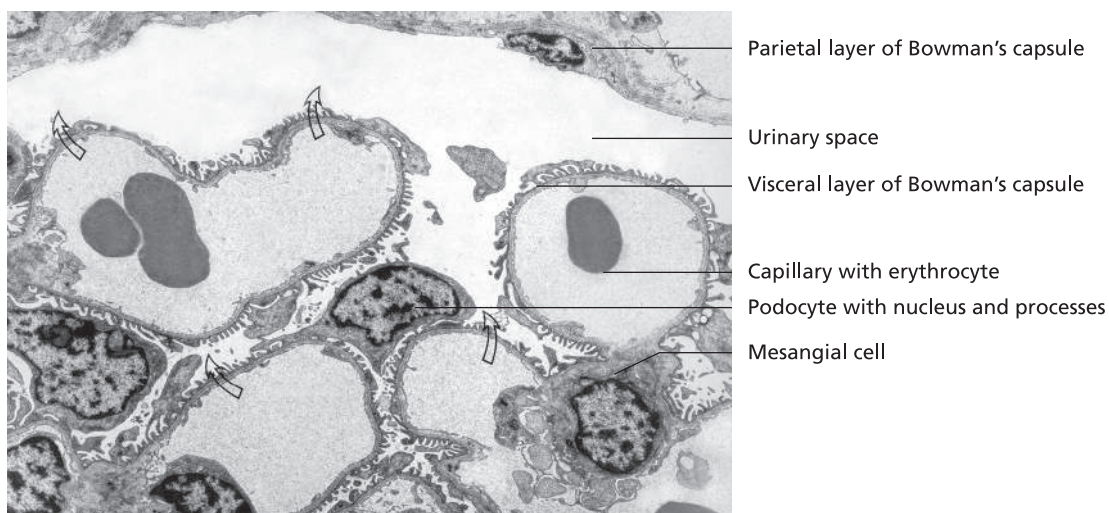 Parietal layer of Bowman's capsule
Urinary space
Visceral layer of Bowman's capsule
Capillary with erythrocyte
Podocyte with nucleus and processes
Mesangial cell